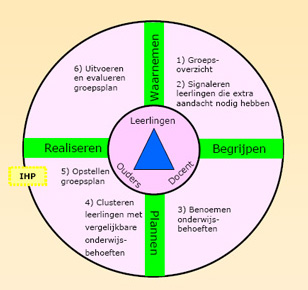 Waarnemen
6) Uitvoeren
en evalueren
groepsplan
1) Groeps-
overzicht
2) Signaleren
leerlingen die extra
aandacht nodig hebben
Leerlingen
Realiseren
Begrijpen
IHP
5) Opstellen
groepsplan
Ouders
Docent
4) Clusteren
leerlingen met
vergelijkbare
onderwijs-
behoeften
Plannen
3) Benoemen
onderwijs-
behoeften